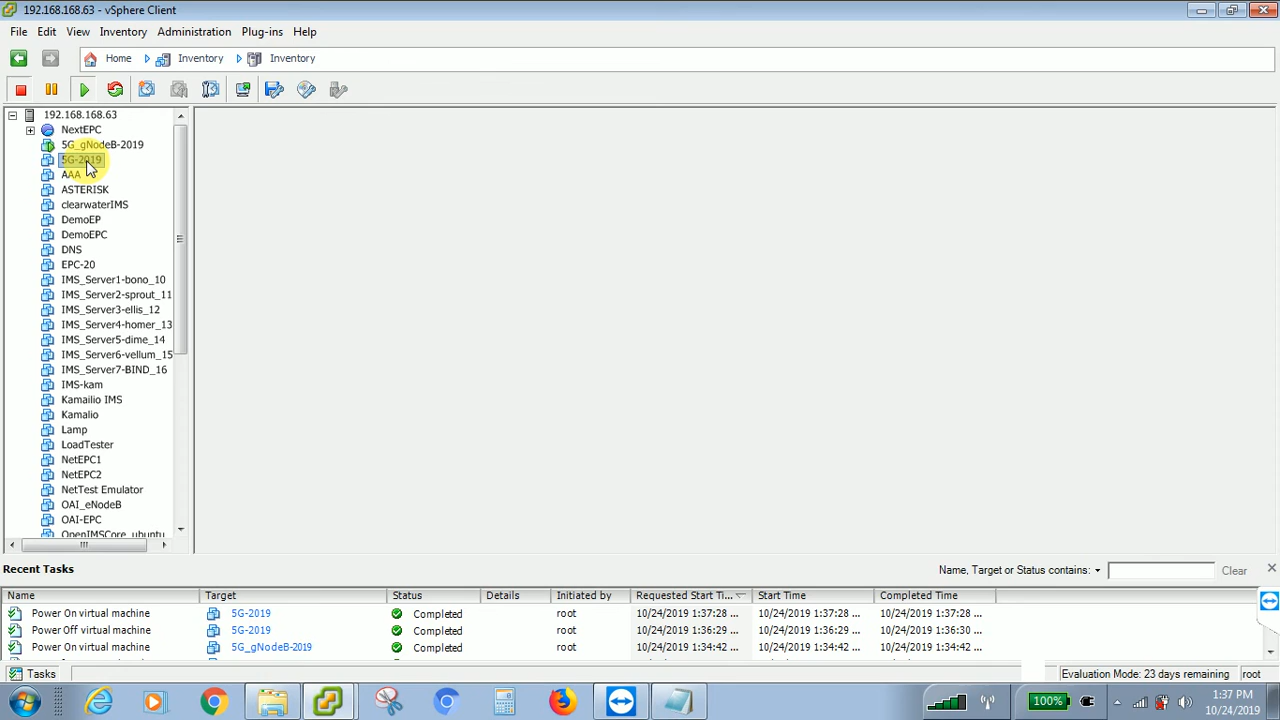 192.168.168.63 - vSphere Client
File Edit View Inventory Administration Plug-ins Help
Home Inventory Inventory
192.168.168.63
NextEPC
5G_gNodeB-2019
5G-2019
AAA
ASTERISK
clearwaterIMS
DemoEP
DemoEPC
DNS
EPC-20
IMS_Server1-bono_10
IMS_Server2-sprout_11
IMS_Server3-ellis_12
IMS_Server4-homer_13
IMS_Server5-dime_14
IMS_Server6-vellum_15
IMS_Server7-BIND_16
IMS-kam
Kamailio IMS
Kamalio
Lamp
LoadTester
NetEPC1
NetEPC2
NetTest Emulator
OAI_eNodeB
OAI-EPC
OpenIMSCore_ubuntu
Recent Tasks Name, Target or Status contains: Clear
Name Target Status Details Initiated by Requested Start Ti... Start Time Completed Time
Power On virtual machine 5G-2019 Completed root 10/24/2019 1:37:28 ... 10/24/2019 1:37:28 ... 10/24/2019 1:37:28 ...
Power Off virtual machine 5G-2019 Completed root 10/24/2019 1:36:29 ... 10/24/2019 1:36:29 ... 10/24/2019 1:36:30 ...
Power On virtual machine 5G_gNodeB-2019 Completed root 10/24/2019 1:34:42 ... 10/24/2019 1:34:42 ... 10/24/2019 1:34:42 ...
Tasks Evaluation Mode: 23 days remaining root
100% 1:37 PM
10/24/2019